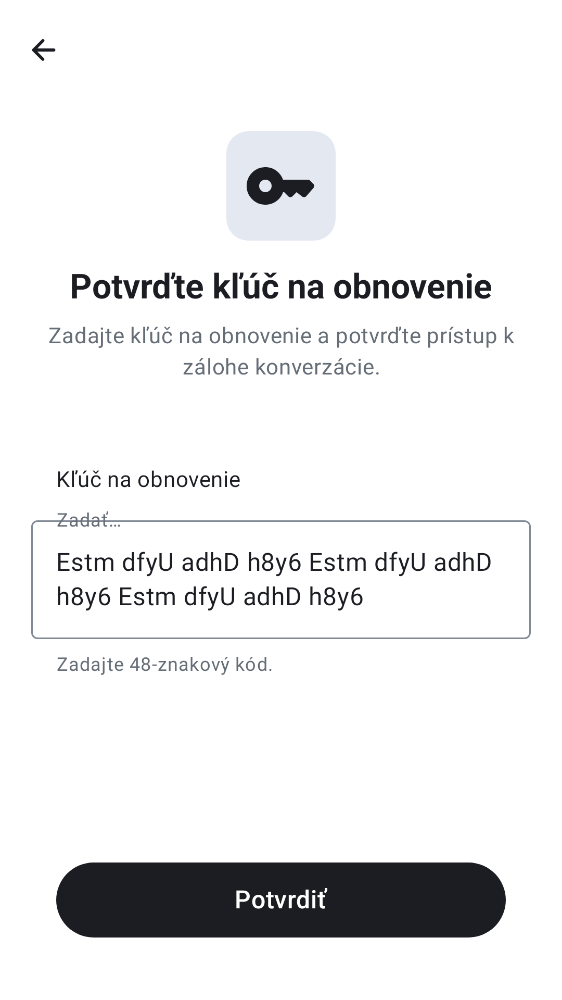 Potvrďte kľúč na obnovenie
Zadajte kľúč na obnovenie a potvrďte prístup k
zálohe konverzácie.
Kľúč na obnovenie
Zadať…
Estm dfyU adhD h8y6 Estm dfyU adhD
h8y6 Estm dfyU adhD h8y6
Zadajte 48-znakový kód.
Potvrdiť